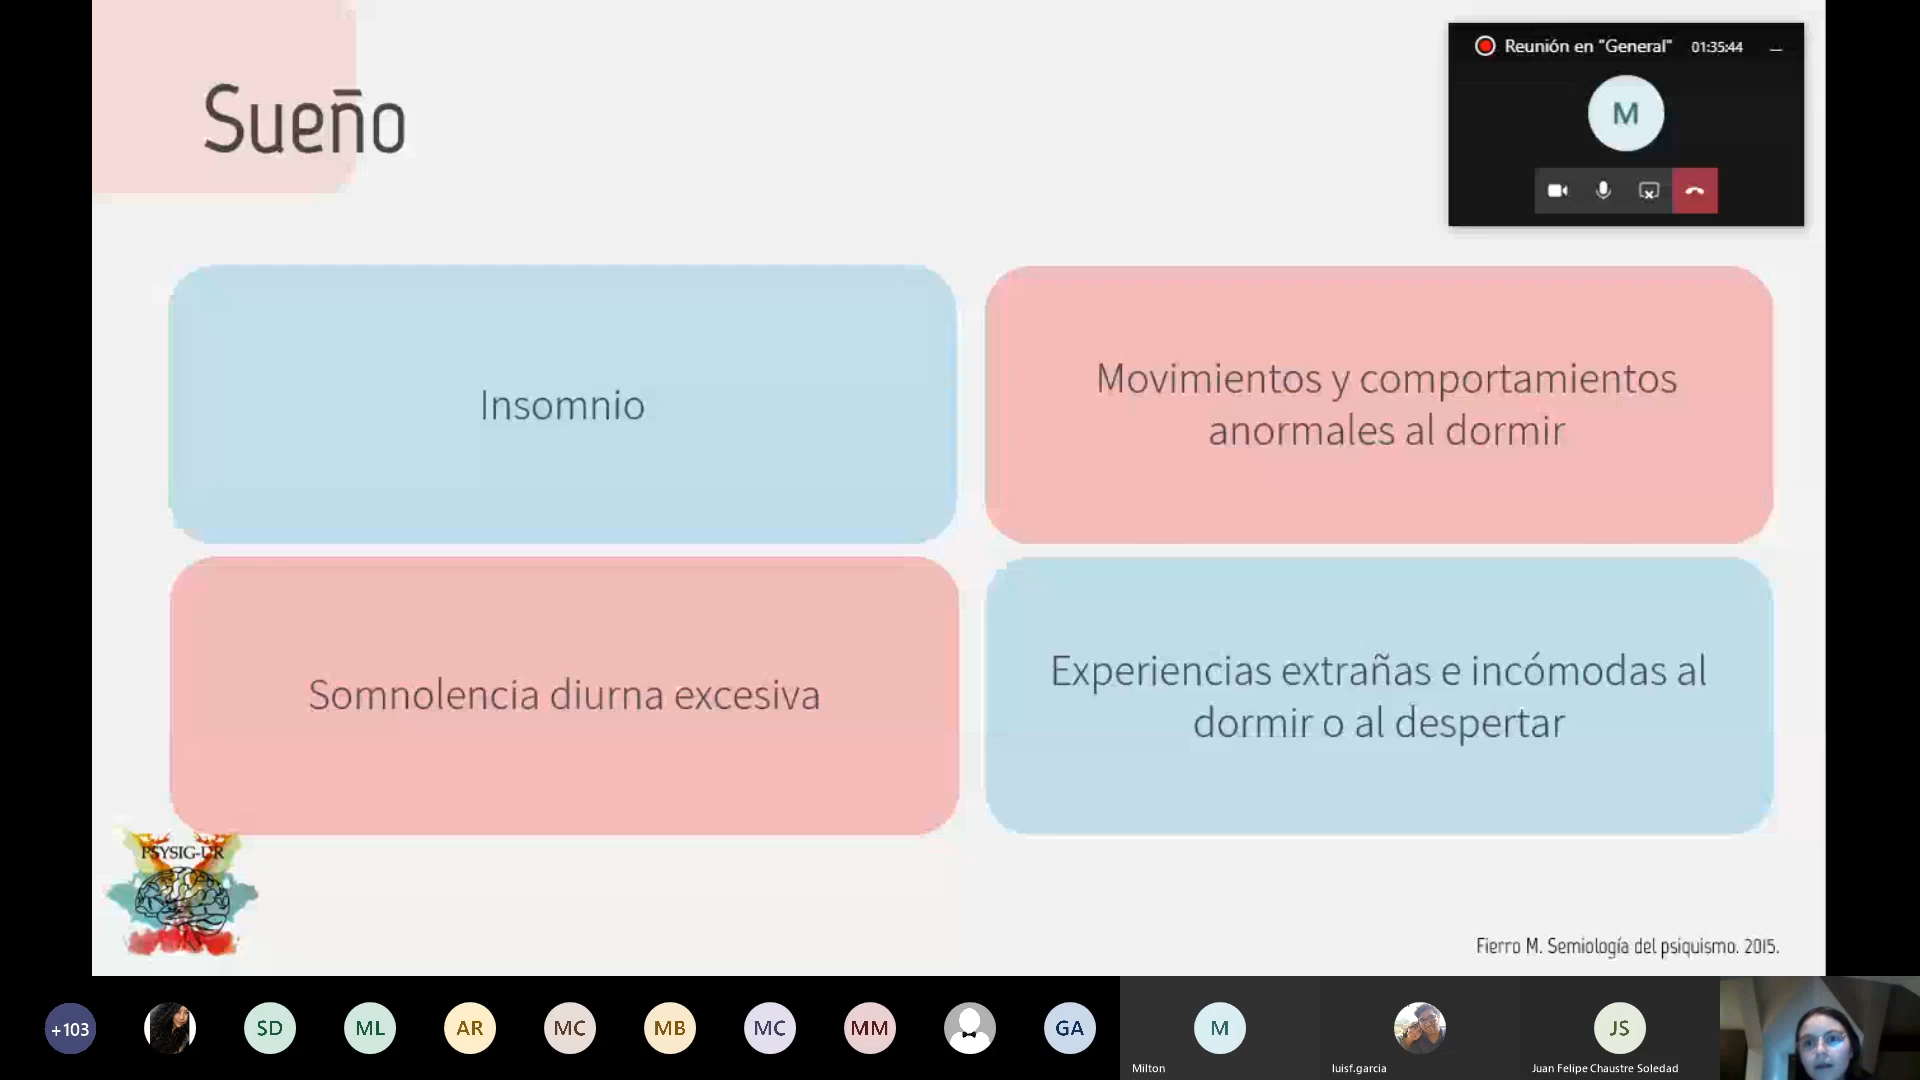 Sueño
Reunión en "General" 01:35:44
M
Insomnio
Movimientos y comportamientos
anormales al dormir
Somnolencia diurna excesiva
Experiencias extrañas e incómodas al
dormir o al despertar
PSYSIG-UR
Fierro M. Semiología del psiquismo. 2015.
+103
SD
ML
AR
MC
MB
MC
MM
GA
M
JS
Milton
luisf.garcia
Juan Felipe Chaustre Soledad